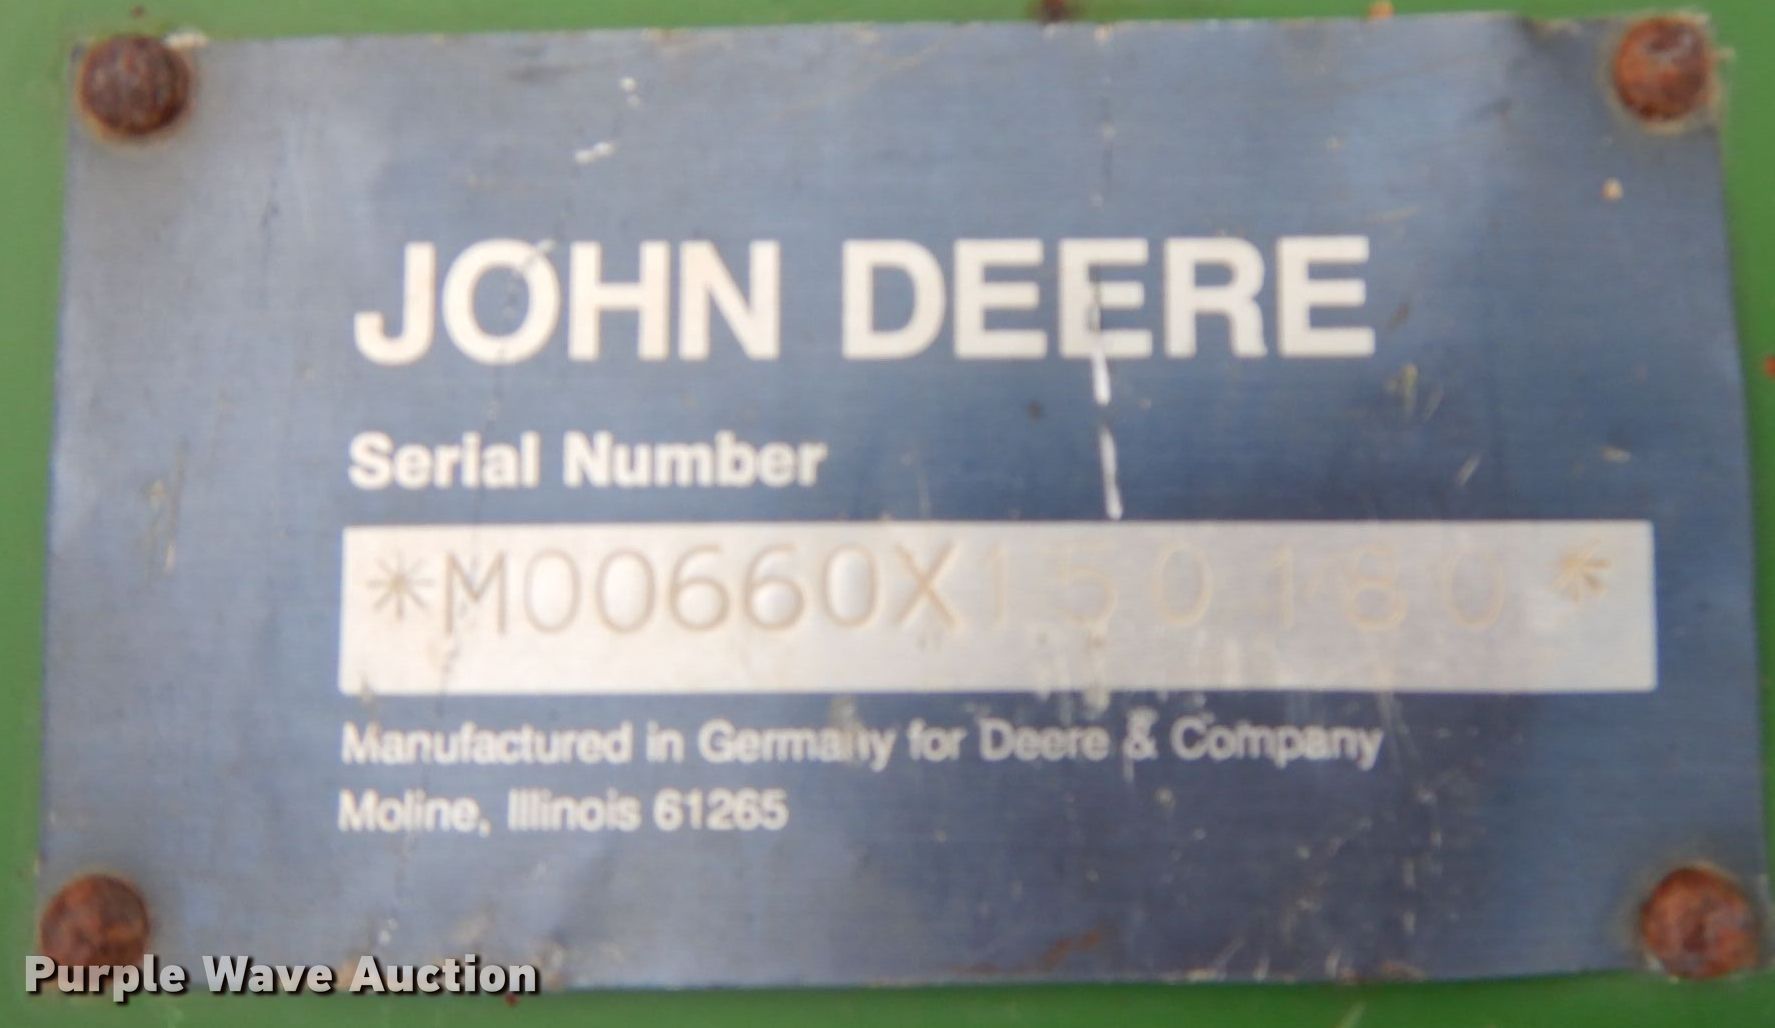 JOHN DEERE
Serial Number
*M00660X150180*
Manufactured in Germany for Deere & Company
Moline, Illinois 61265
Purple Wave Auction